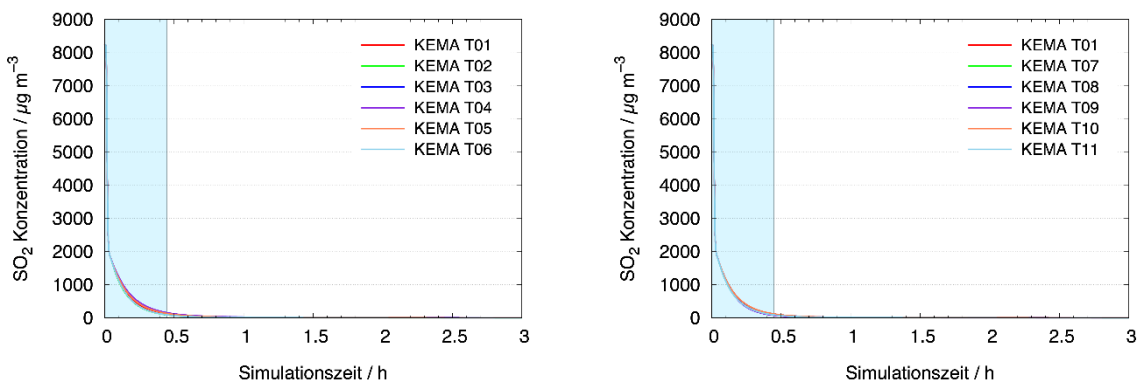 9000
8000
7000
6000
5000
4000
3000
2000
1000
0
SO2 Konzentration / µg m−3
KEMA T01
KEMA T02
KEMA T03
KEMA T04
KEMA T05
KEMA T06
0 0.5 1 1.5 2 2.5 3
Simulationszeit / h
9000
8000
7000
6000
5000
4000
3000
2000
1000
0
SO2 Konzentration / µg m−3
KEMA T01
KEMA T07
KEMA T08
KEMA T09
KEMA T10
KEMA T11
0 0.5 1 1.5 2 2.5 3
Simulationszeit / h